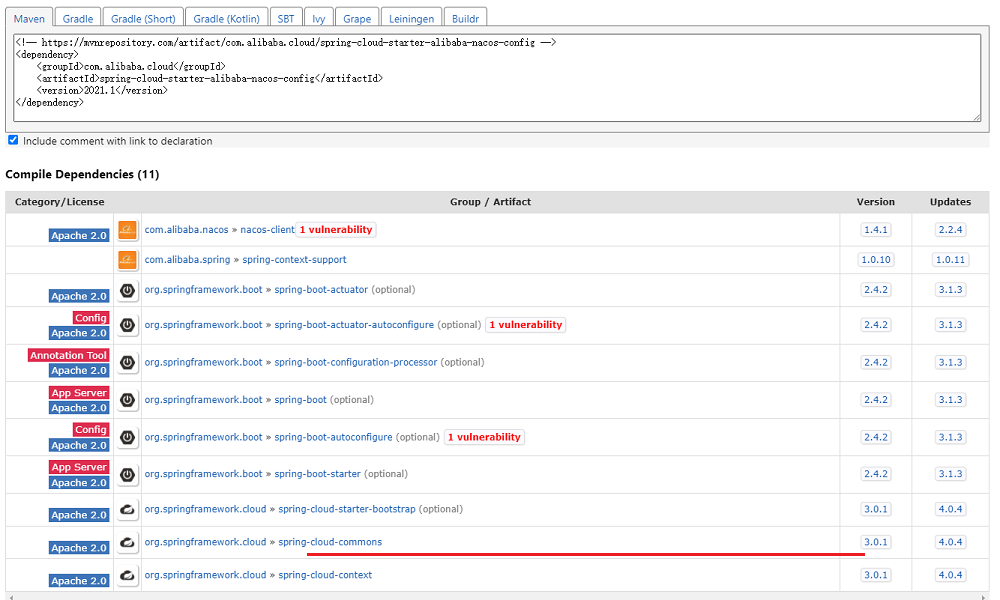 Maven Gradle Gradle (Short) Gradle (Kotlin) SBT Ivy Grape Leiningen Buildr
<!-- https://mvnrepository.com/artifact/com.alibaba.cloud/spring-cloud-starter-alibaba-nacos-config -->
<dependency>
    <groupId>com.alibaba.cloud</groupId>
    <artifactId>spring-cloud-starter-alibaba-nacos-config</artifactId>
    <version>2021.1</version>
</dependency>
Include comment with link to declaration
Compile Dependencies (11)
Category/License Group / Artifact Version Updates
Apache 2.0 com.alibaba.nacos » nacos-client 1 vulnerability 1.4.1 2.2.4
com.alibaba.spring » spring-context-support 1.0.10 1.0.11
Apache 2.0 org.springframework.boot » spring-boot-actuator (optional) 2.4.2 3.1.3
Config
Apache 2.0 org.springframework.boot » spring-boot-actuator-autoconfigure (optional) 1 vulnerability 2.4.2 3.1.3
Annotation Tool
Apache 2.0 org.springframework.boot » spring-boot-configuration-processor (optional) 2.4.2 3.1.3
App Server
Apache 2.0 org.springframework.boot » spring-boot (optional) 2.4.2 3.1.3
Config
Apache 2.0 org.springframework.boot » spring-boot-autoconfigure (optional) 1 vulnerability 2.4.2 3.1.3
App Server
Apache 2.0 org.springframework.boot » spring-boot-starter (optional) 2.4.2 3.1.3
Apache 2.0 org.springframework.cloud » spring-cloud-starter-bootstrap (optional) 3.0.1 4.0.4
Apache 2.0 org.springframework.cloud » spring-cloud-commons 3.0.1 4.0.4
Apache 2.0 org.springframework.cloud » spring-cloud-context 3.0.1 4.0.4